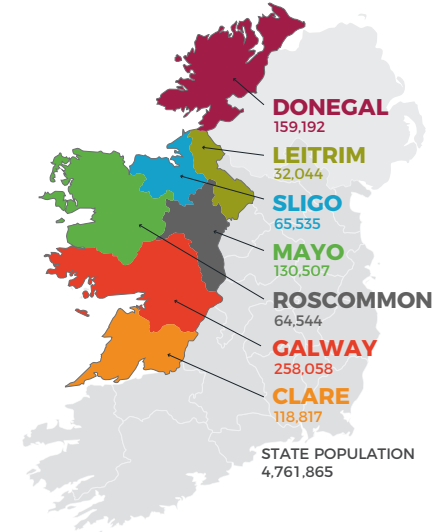 DONEGAL
159,192
LEITRIM
32,044
SLIGO
65,535
MAYO
130,507
ROSCOMMON
64,544
GALWAY
258,058
CLARE
118,817
STATE POPULATION
4,761,865